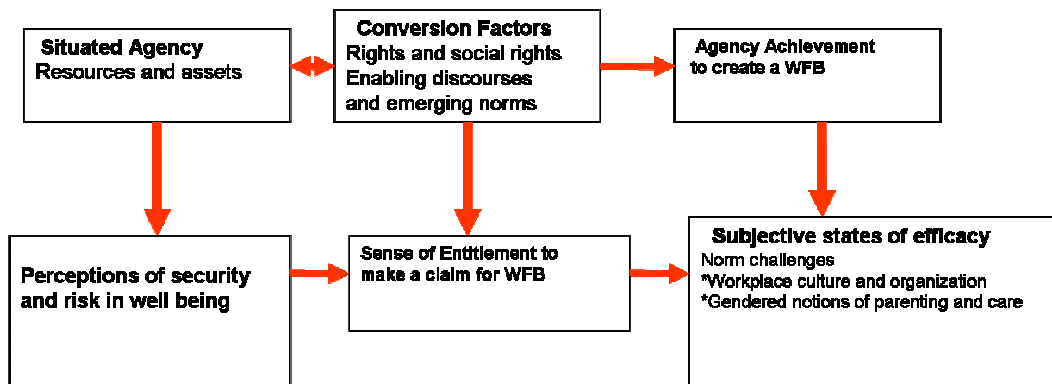 Situated Agency
Resources and assets
Conversion Factors
Rights and social rights
Enabling discourses
and emerging norms
Agency Achievement
to create a WFB
Perceptions of security
and risk in well being
Sense of Entitlement to
make a claim for WFB
Subjective states of efficacy
Norm challenges
*Workplace culture and organization
*Gendered notions of parenting and care